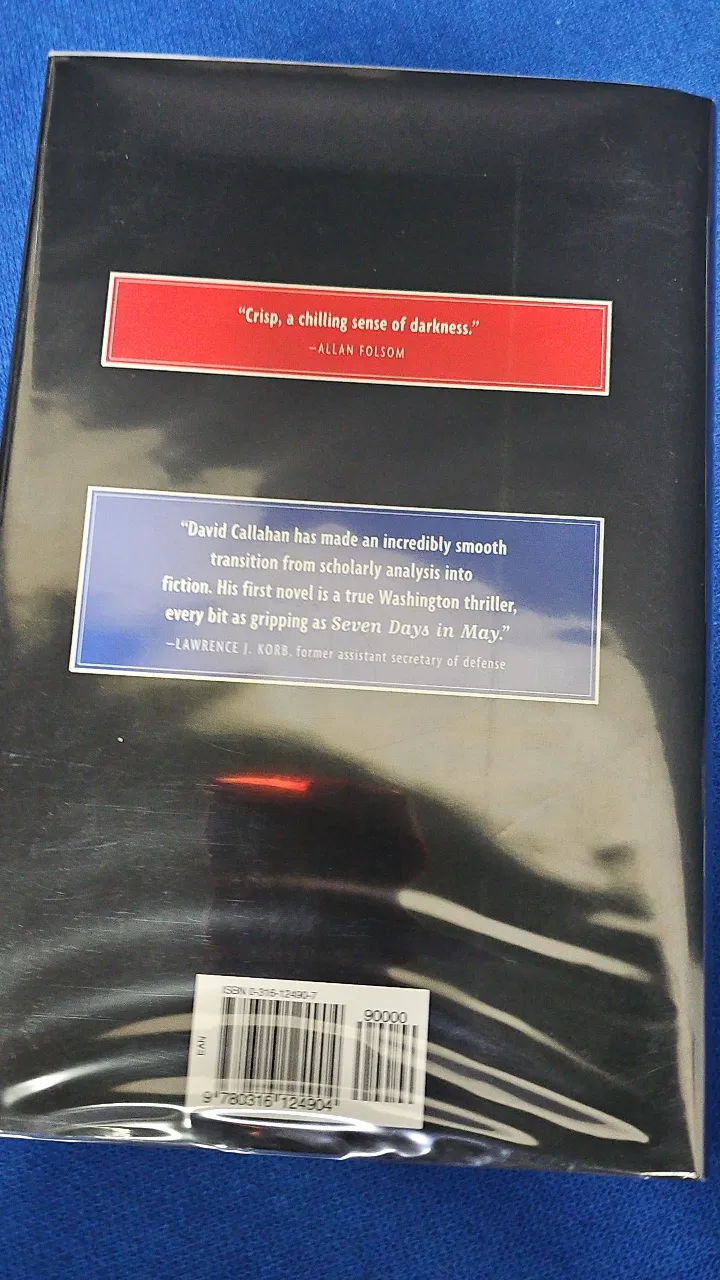 “Crisp, a chilling sense of darkness.”
—ALLAN FOLSOM
“David Callahan has made an incredibly smooth
transition from scholarly analysis into
fiction. His first novel is a true Washington thriller,
every bit as gripping as Seven Days in May.”
—LAWRENCE J. KORB, former assistant secretary of defense
ISBN 0-316-12490-7
90000
EAN
9 780316 124904